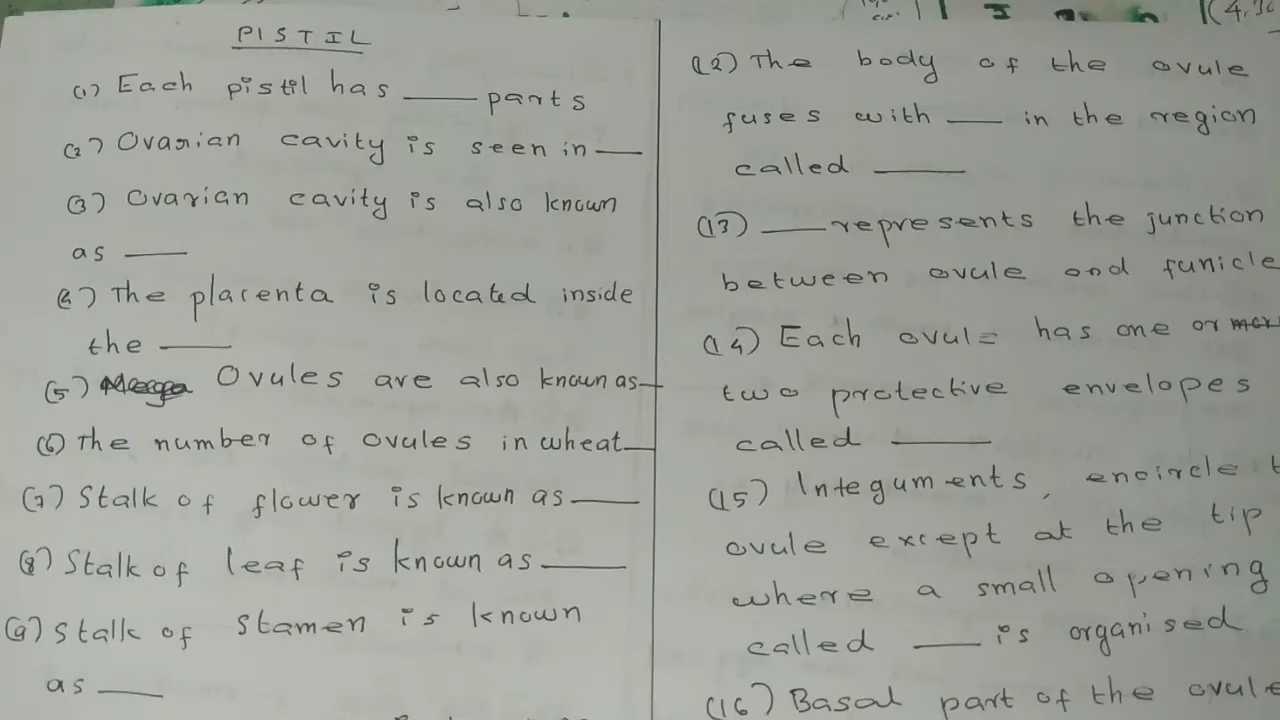 PISTIL
(1) Each pistil has ____ parts
(2) Ovarian cavity is seen in ____
(3) Ovarian cavity is also known
as ____
(4) The placenta is located inside
the ____
(5) Ovules are also known as ____
(6) The number of ovules in wheat ____
(7) Stalk of flower is known as ____
(8) Stalk of leaf is known as ____
(9) Stalk of stamen is known
as ____
(12) The body of the ovule
fuses with ____ in the region
called ____
(13) ____ represents the junction
between ovule and funicle
(14) Each ovule has one or
two protective envelopes
called ____
(15) Integuments, encircle t
ovule except at the tip
where a small opening
called ____ is organised
(16) Basal part of the ovule